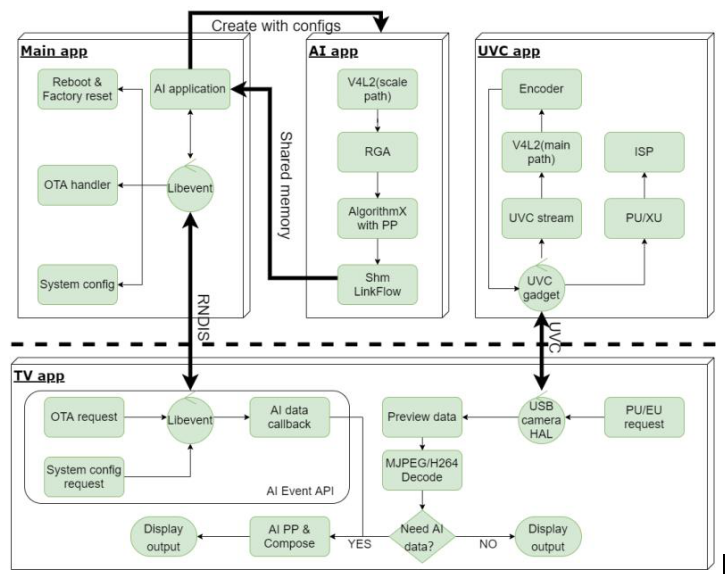 Create with configs
Main app
Reboot &
Factory reset
AI application
OTA handler
Libevent
System config
Shared memory
AI app
V4L2(scale
path)
RGA
AlgorithmX
with PP
Shm
LinkFlow
UVC app
Encoder
V4L2(main
path)
ISP
UVC stream
PU/XU
UVC
gadget
RNDIS
UVC
TV app
OTA request
Libevent
AI data
callback
System config
request
AI Event API
Preview data
USB
camera
HAL
PU/EU
request
MJPEG/H264
Decode
Display
output
AI PP &
Compose
YES
Need AI
data?
NO
Display
output